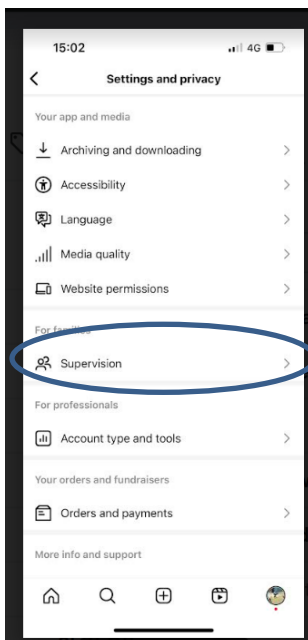 15:02
4G
Settings and privacy
Your app and media
Archiving and downloading
Accessibility
Language
Media quality
Website permissions
For families
Supervision
For professionals
Account type and tools
Your orders and fundraisers
Orders and payments
More info and support